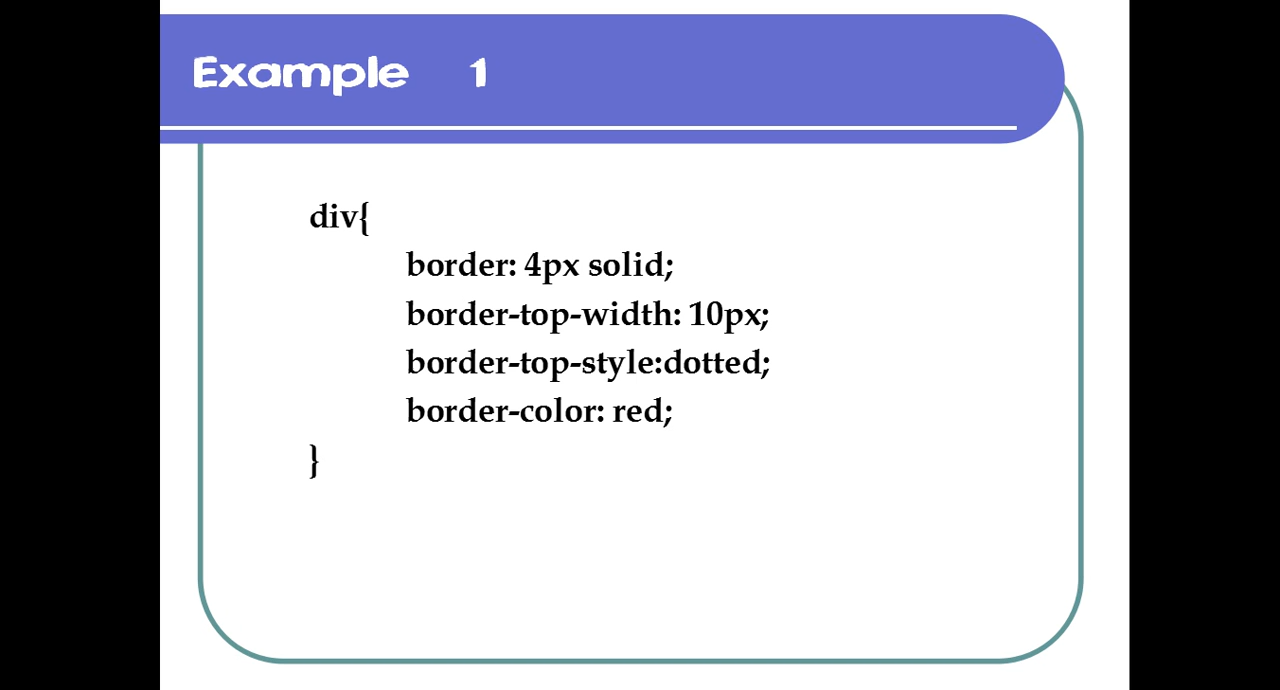 Example 1
div{
border: 4px solid;
border-top-width: 10px;
border-top-style:dotted;
border-color: red;
}